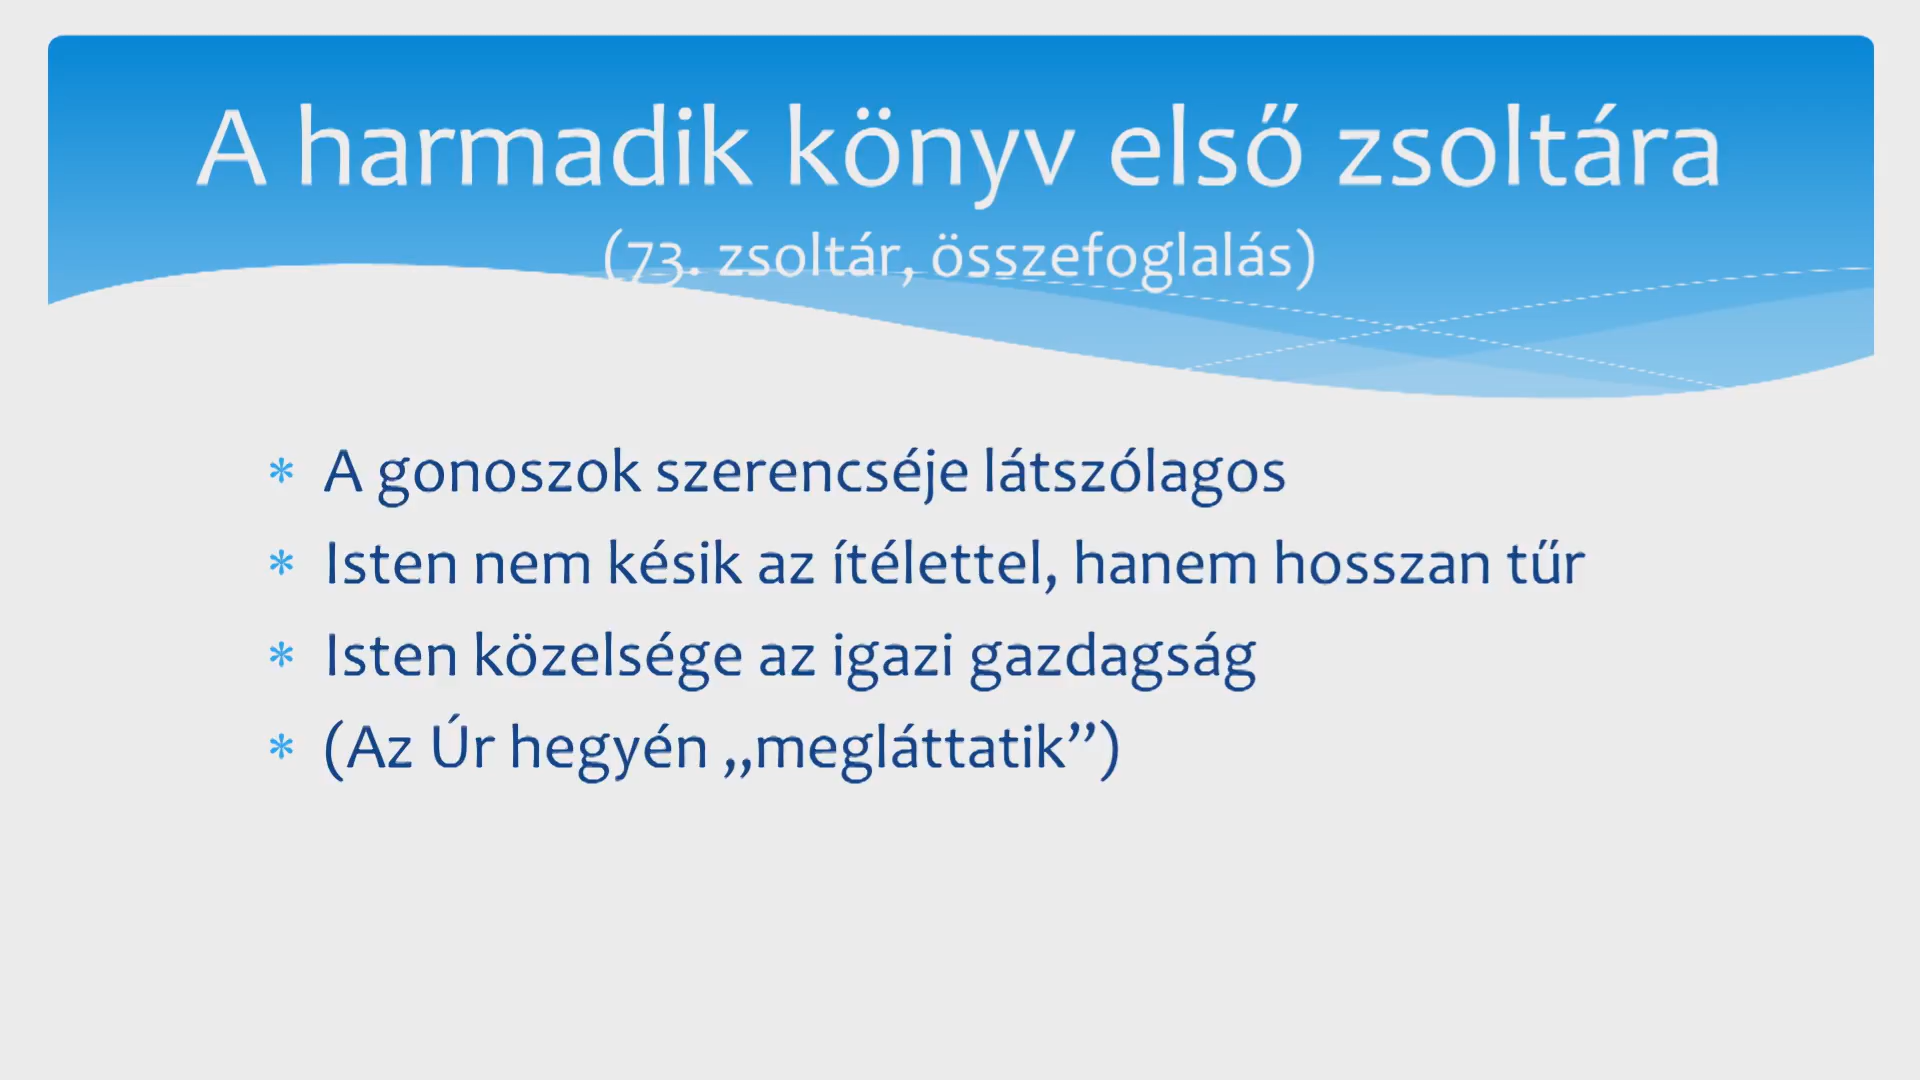 A harmadik könyv első zsoltára
(73. zsoltár, összefoglalás)
* A gonoszok szerencséje látszólagos
* Isten nem késik az ítélettel, hanem hosszan tűr
* Isten közelsége az igazi gazdagság
* (Az Úr hegyén „megláttatik”)